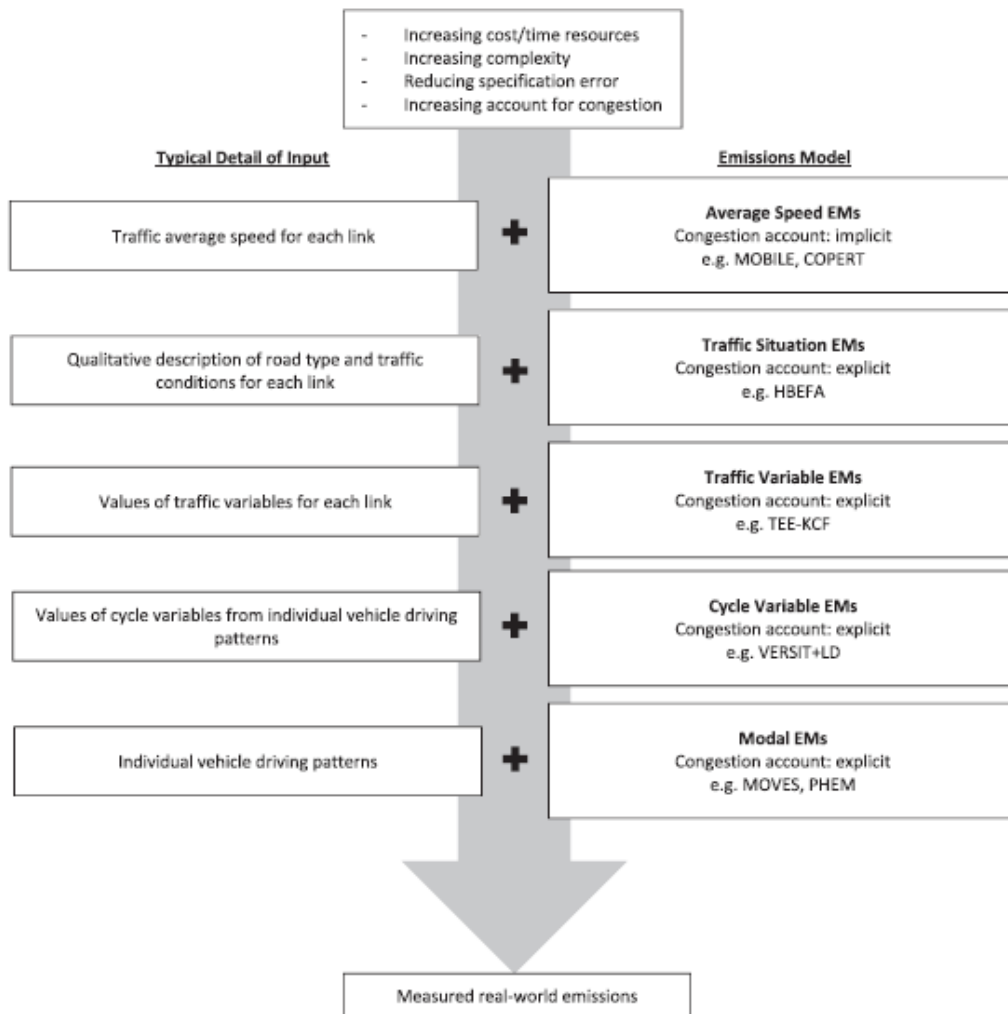 - Increasing cost/time resources
- Increasing complexity
- Reducing specification error
- Increasing account for congestion
Typical Detail of Input
Emissions Model
Traffic average speed for each link
Average Speed EMs
Congestion account: implicit
e.g. MOBILE, COPERT
Qualitative description of road type and traffic
conditions for each link
Traffic Situation EMs
Congestion account: explicit
e.g. HBEFA
Values of traffic variables for each link
Traffic Variable EMs
Congestion account: explicit
e.g. TEE-KCF
Values of cycle variables from individual vehicle driving
patterns
Cycle Variable EMs
Congestion account: explicit
e.g. VERSIT+LD
Individual vehicle driving patterns
Modal EMs
Congestion account: explicit
e.g. MOVES, PHEM
Measured real-world emissions